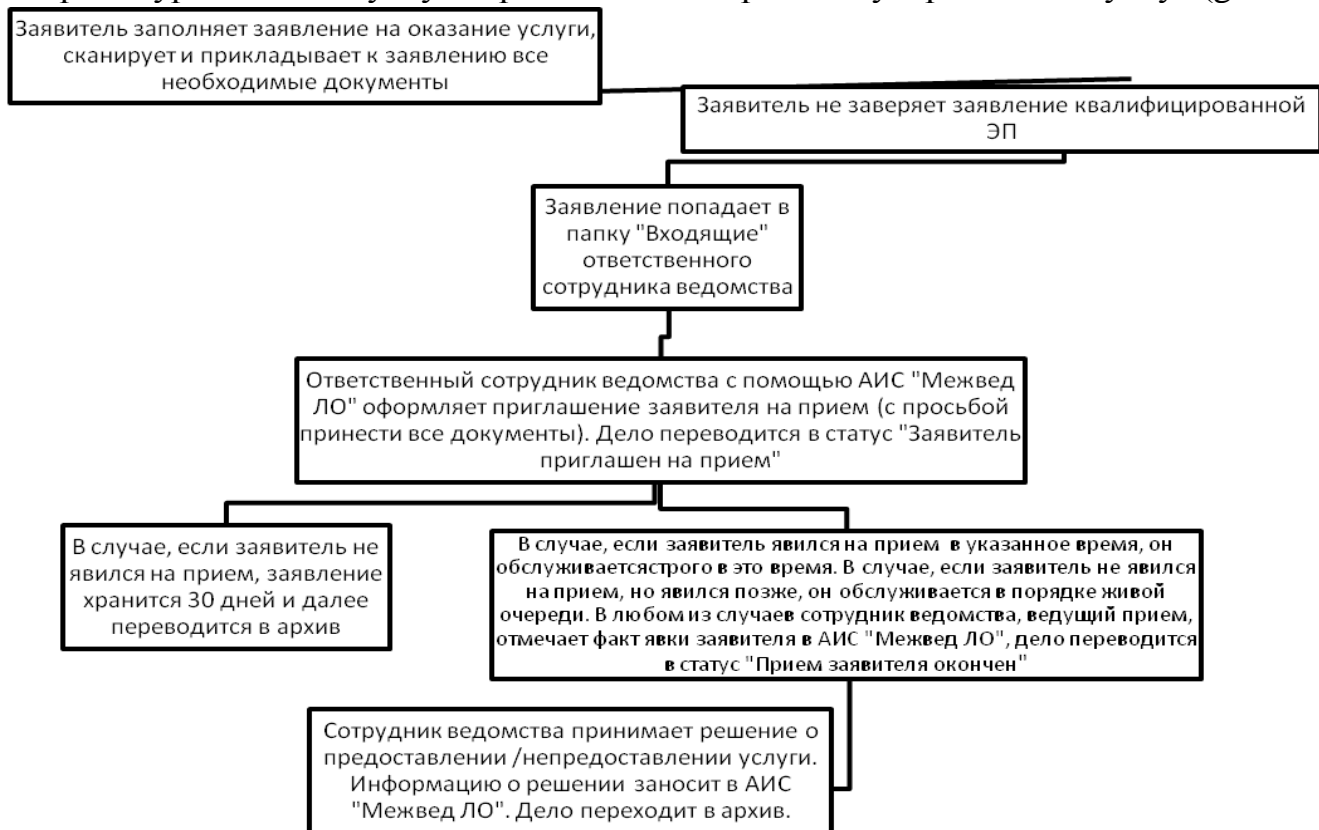 Заявитель заполняет заявление на оказание услуги,
сканирует и прикладывает к заявлению все
необходимые документы
Заявитель не заверяет заявление квалифицированной
ЭП
Заявление попадает в
папку "Входящие"
ответственного
сотрудника ведомства
Ответственный сотрудник ведомства с помощью АИС "Межвед
ЛО" оформляет приглашение заявителя на прием (с просьбой
принести все документы). Дело переводится в статус "Заявитель
приглашен на прием"
В случае, если заявитель не
явился на прием, заявление
хранится 30 дней и далее
переводится в архив
В случае, если заявитель явился на прием в указанное время, он
обслуживаетсястрого в это время. В случае, если заявитель не явился
на прием, но явился позже, он обслуживается в порядке живой
очереди. В любом из случаев сотрудник ведомства, ведущий прием,
отмечает факт явки заявителя в АИС "Межвед ЛО", дело переводится
в статус "Прием заявителя окончен"
Сотрудник ведомства принимает решение о
предоставлении /непредоставлении услуги.
Информацию о решении заносит в АИС
"Межвед ЛО". Дело переходит в архив.